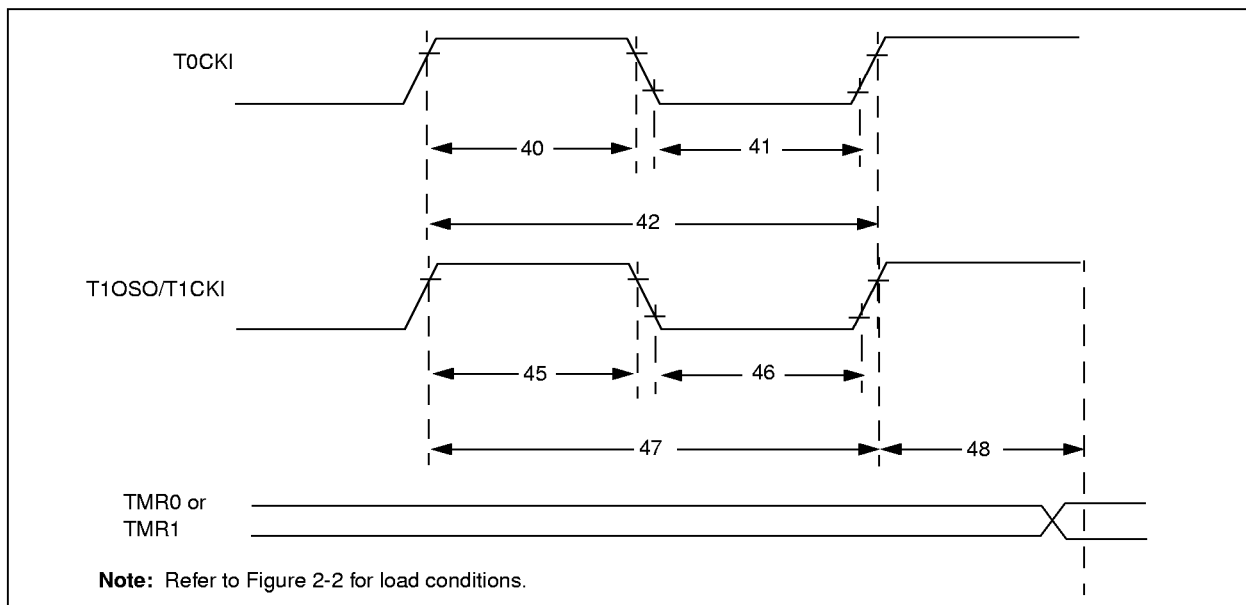 T0CKI
40
41
42
T1OSO/T1CKI
45
46
47
48
TMR0 or
TMR1
Note: Refer to Figure 2-2 for load conditions.